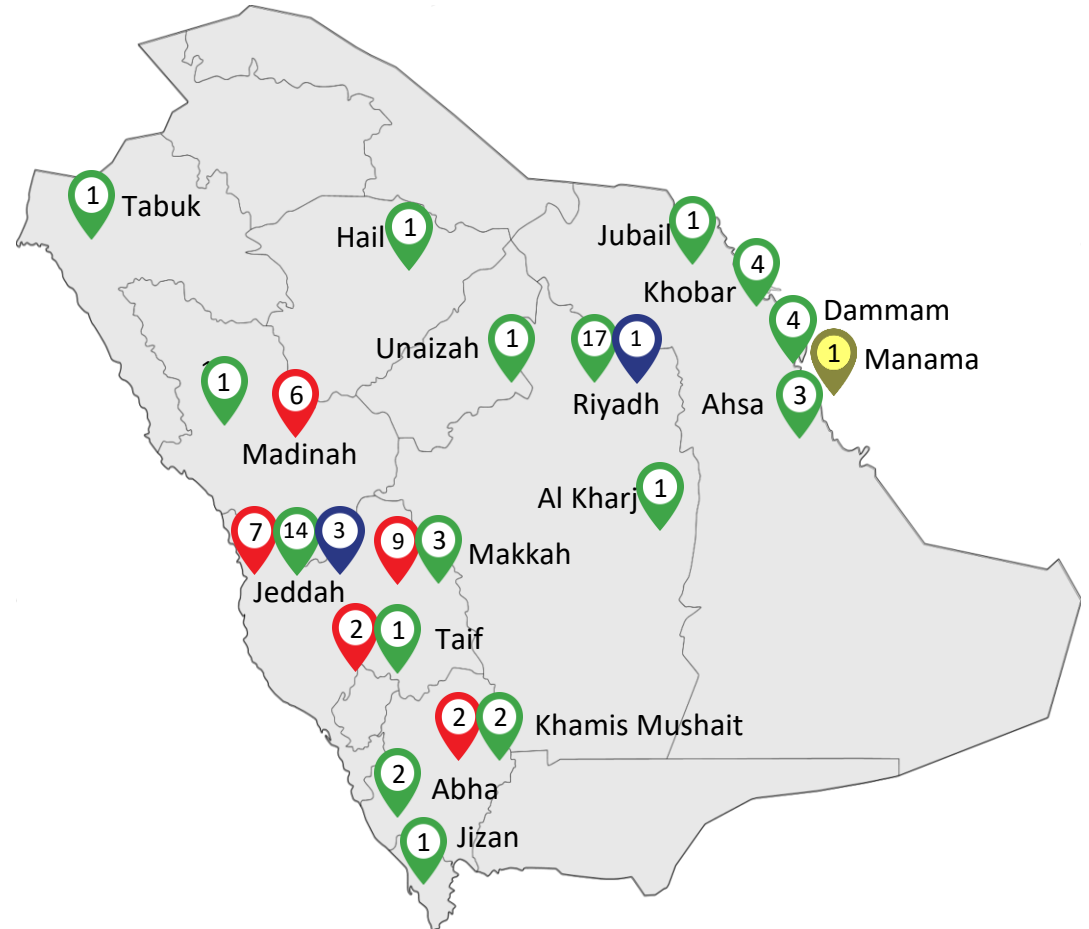 1
Tabuk
Hail
1
Jubail
1
Khobar
4
4
Dammam
1
Manama
Unaizah
1
17
1
Riyadh
Ahsa
3
1
6
Madinah
Al Kharj
1
7
14
3
Jeddah
9
3
Makkah
2
1
Taif
2
2
Khamis Mushait
2
Abha
1
Jizan